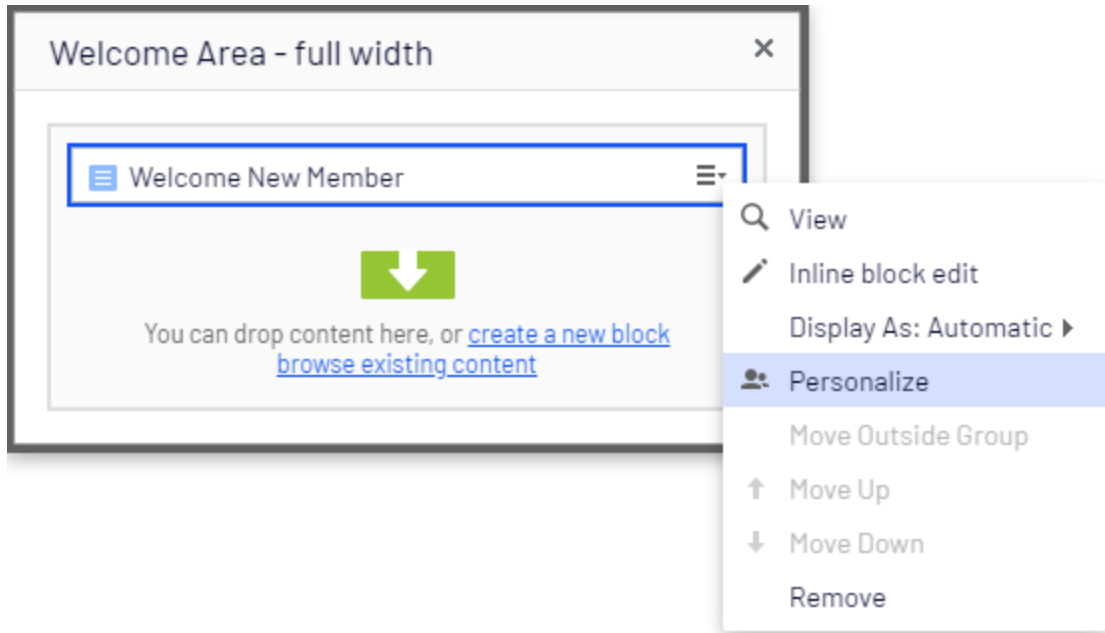 Welcome Area - full width
Welcome New Member
You can drop content here, or create a new block
browse existing content
View
Inline block edit
Display As: Automatic
Personalize
Move Outside Group
Move Up
Move Down
Remove